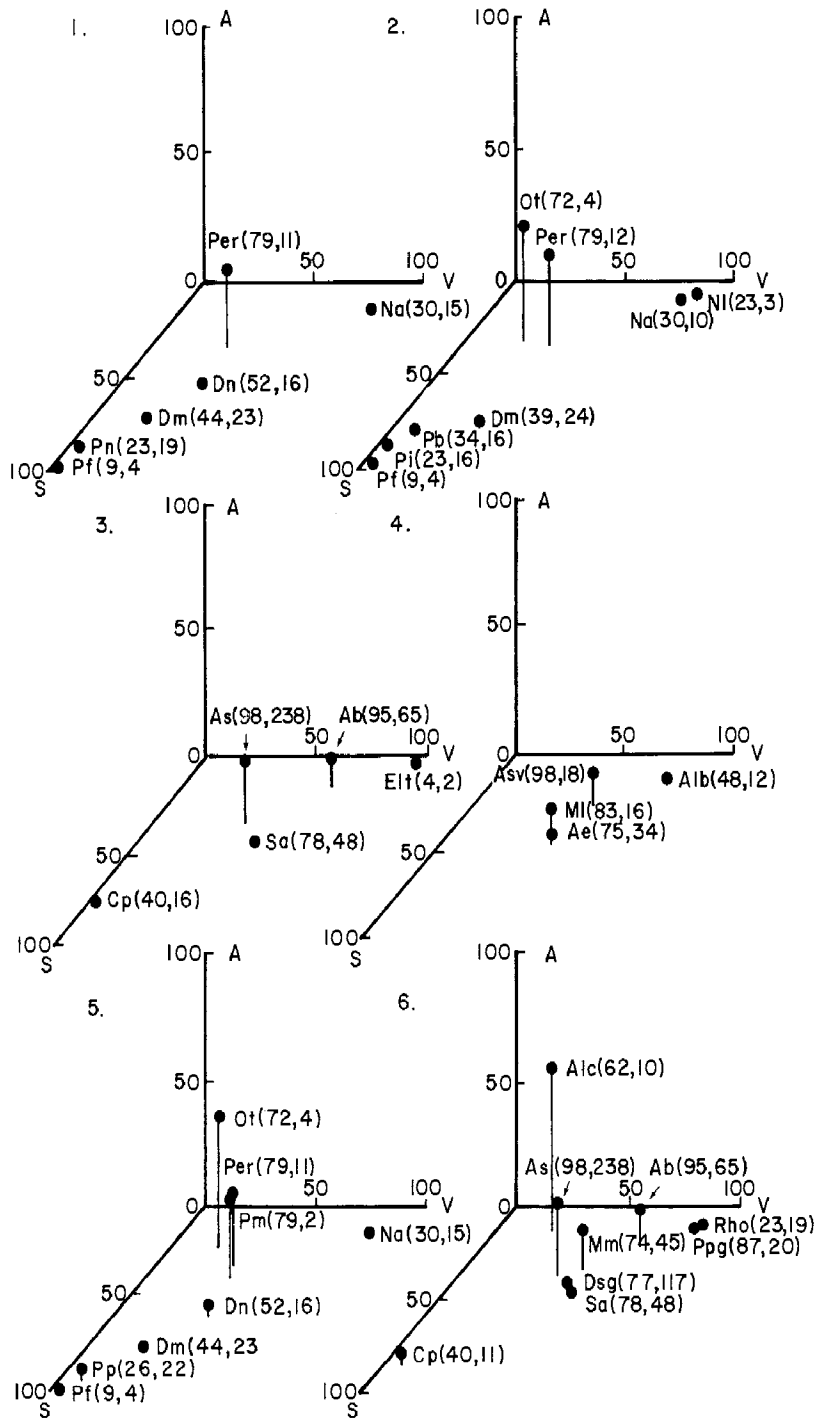 1.
100 A
50
Per(79,11)
50 100
0 V
Na(30,15)
50
Dn(52,16)
Dm(44,23)
Pn(23,19)
100 Pf(9,4
S
2.
100 A
50
Ot(72,4)
Per(79,12)
50 100
0 V
Nl(23,3)
Na(30,10)
50
Dm(39,24)
Pb(34,16)
Pi(23,16)
100 Pf(9,4)
S
3.
100 A
50
As(98,238) Ab(95,65)
50 100
0 V
Elt(4,2)
Sa(78,48)
50
Cp(40,16)
100
S
4.
100 A
50
50 100
0 V
Asv(98,18) Alb(48,12)
Ml(83,16)
Ae(75,34)
50
100
S
5.
100 A
50
Ot(72,4)
Per(79,11)
50 100
0 V
Pm(79,2)
Na(30,15)
50
Dn(52,16)
Dm(44,23
Pp(26,22)
100 Pf(9,4)
S
6.
100 A
50
Alc(62,10)
As(98,238) Ab(95,65)
50 100
0 V
Rho(23,19)
Mm(74,45) Ppg(87,20)
Dsg(77,117)
Sa(78,48)
50
Cp(40,11)
100
S